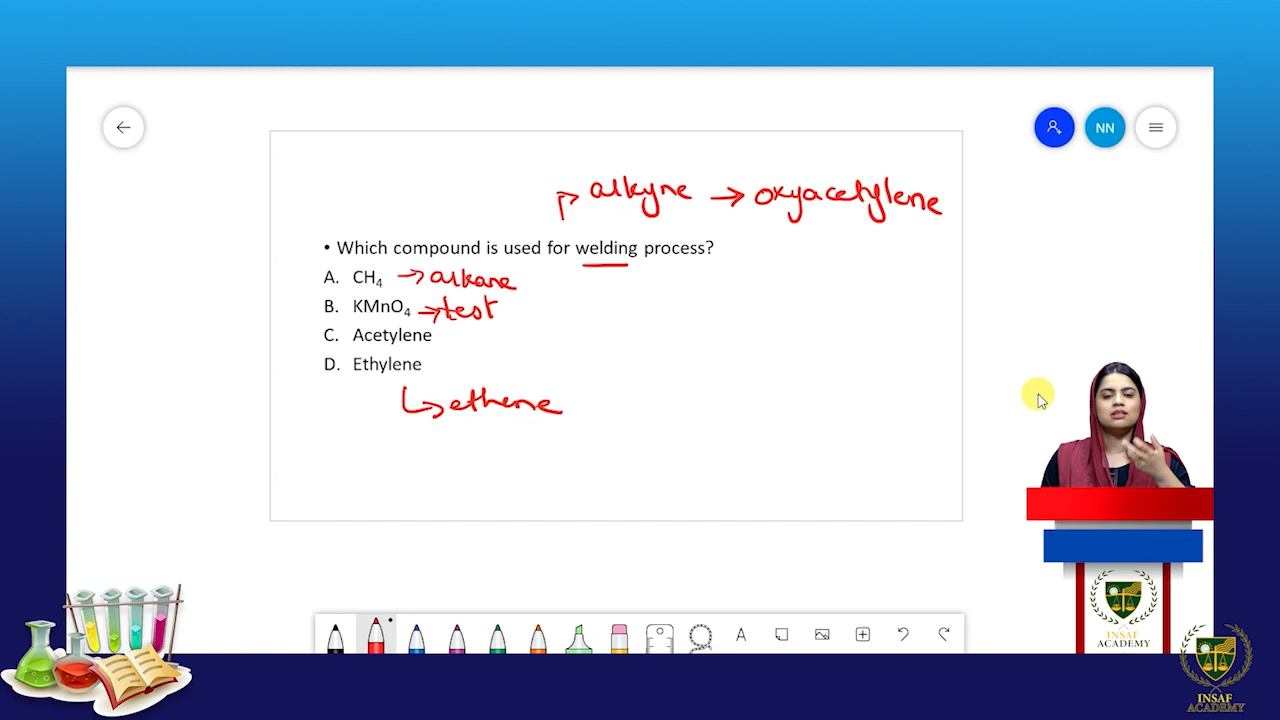 NN
alkyne → oxyacetylene
• Which compound is used for welding process?
A. CH₄ → alkane
B. KMnO₄ → test
C. Acetylene
D. Ethylene
↳ ethene
A
INSAF
ACADEMY
INSAF
ACADEMY